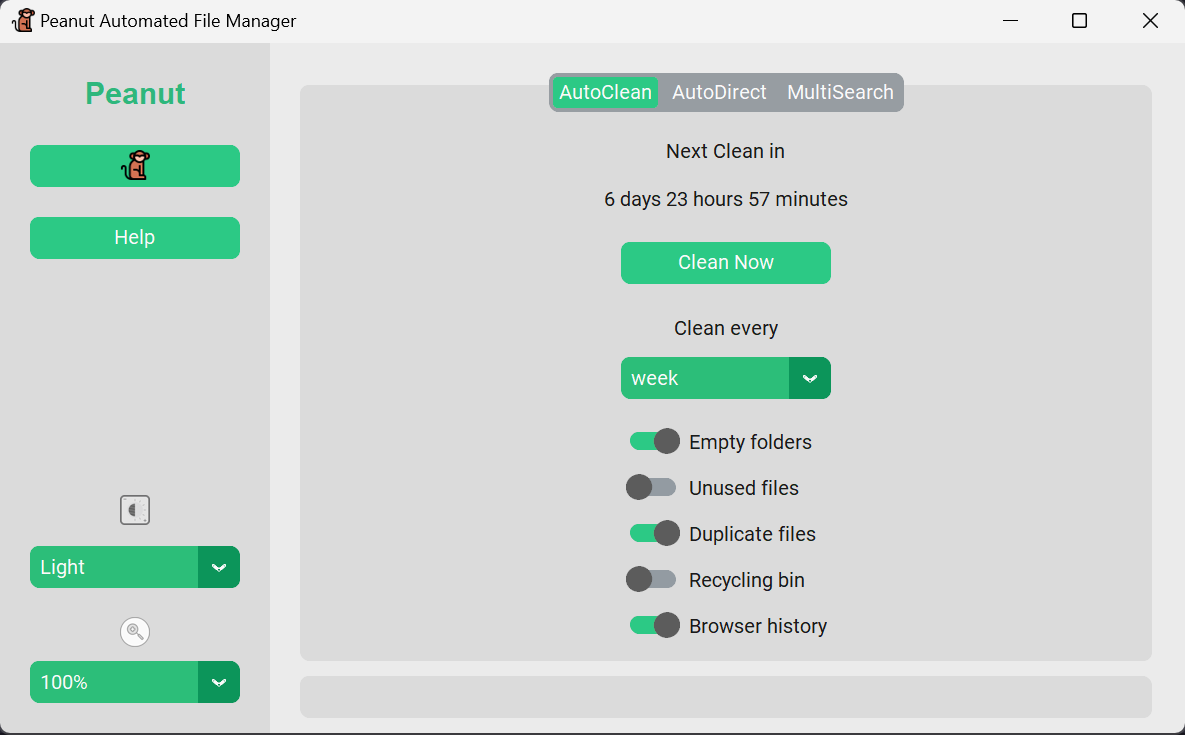 Peanut Automated File Manager
Peanut
Help
Light
100%
AutoClean AutoDirect MultiSearch
Next Clean in
6 days 23 hours 57 minutes
Clean Now
Clean every
week
Empty folders
Unused files
Duplicate files
Recycling bin
Browser history